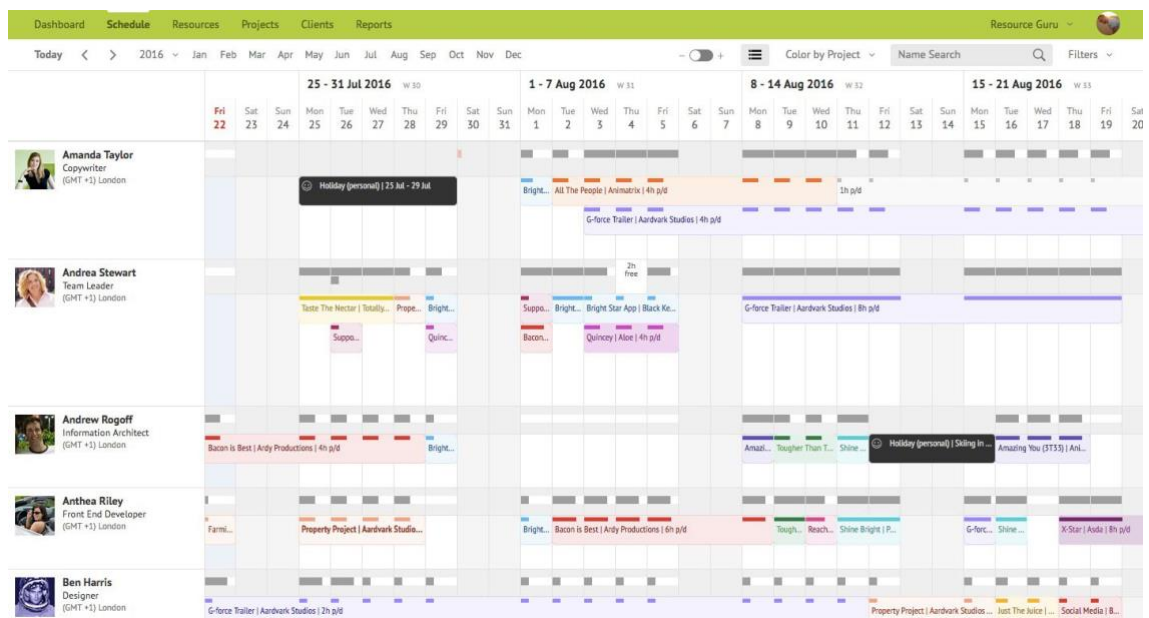 Dashboard Schedule Resources Projects Clients Reports Resource Guru
Today 2016 Jan Feb Mar Apr May Jun Jul Aug Sep Oct Nov Dec − + Color by Project Name Search Filters
25 - 31 Jul 2016 W 30 1 - 7 Aug 2016 W 31 8 - 14 Aug 2016 W 32 15 - 21 Aug 2016 W 33
Fri Sat Sun Mon Tue Wed Thu Fri Sat Sun Mon Tue Wed Thu Fri Sat Sun Mon Tue Wed Thu Fri Sat Sun Mon Tue Wed Thu Fri Sat
22 23 24 25 26 27 28 29 30 31 1 2 3 4 5 6 7 8 9 10 11 12 13 14 15 16 17 18 19 20
Amanda Taylor
Copywriter
(GMT +1) London
Holiday (personal) | 25 Jul - 29 Jul
Bright... All The People | Animatrix | 4h p/d 1h p/d
G-force Trailer | Aardvark Studios | 4h p/d
Andrea Stewart
Team Leader
(GMT +1) London
2h
free
Taste The Nectar | Totally... Prope... Bright... Suppo... Bright... Bright Star App | Black Ke... G-force Trailer | Aardvark Studios | 8h p/d
Suppo... Quinc... Bacon... Quincey | Aloe | 4h p/d
Andrew Rogoff
Information Architect
(GMT +1) London
Bacon is Best | Ardy Productions | 4h p/d Bright... Amazi... Tougher Than T... Shine ... Holiday (personal) | Skiing in ... Amazing You (3T33) | Ani...
Anthea Riley
Front End Developer
(GMT +1) London
Farmi... Property Project | Aardvark Studio... Bright... Bacon is Best | Ardy Productions | 6h p/d Tough... Reach... Shine Bright | P... G-forc... Shine ... X-Star | Asda | 8h p/d
Ben Harris
Designer
(GMT +1) London
G-force Trailer | Aardvark Studios | 2h p/d Property Project | Aardvark Studios ... Just The Juice | ... Social Media | B...